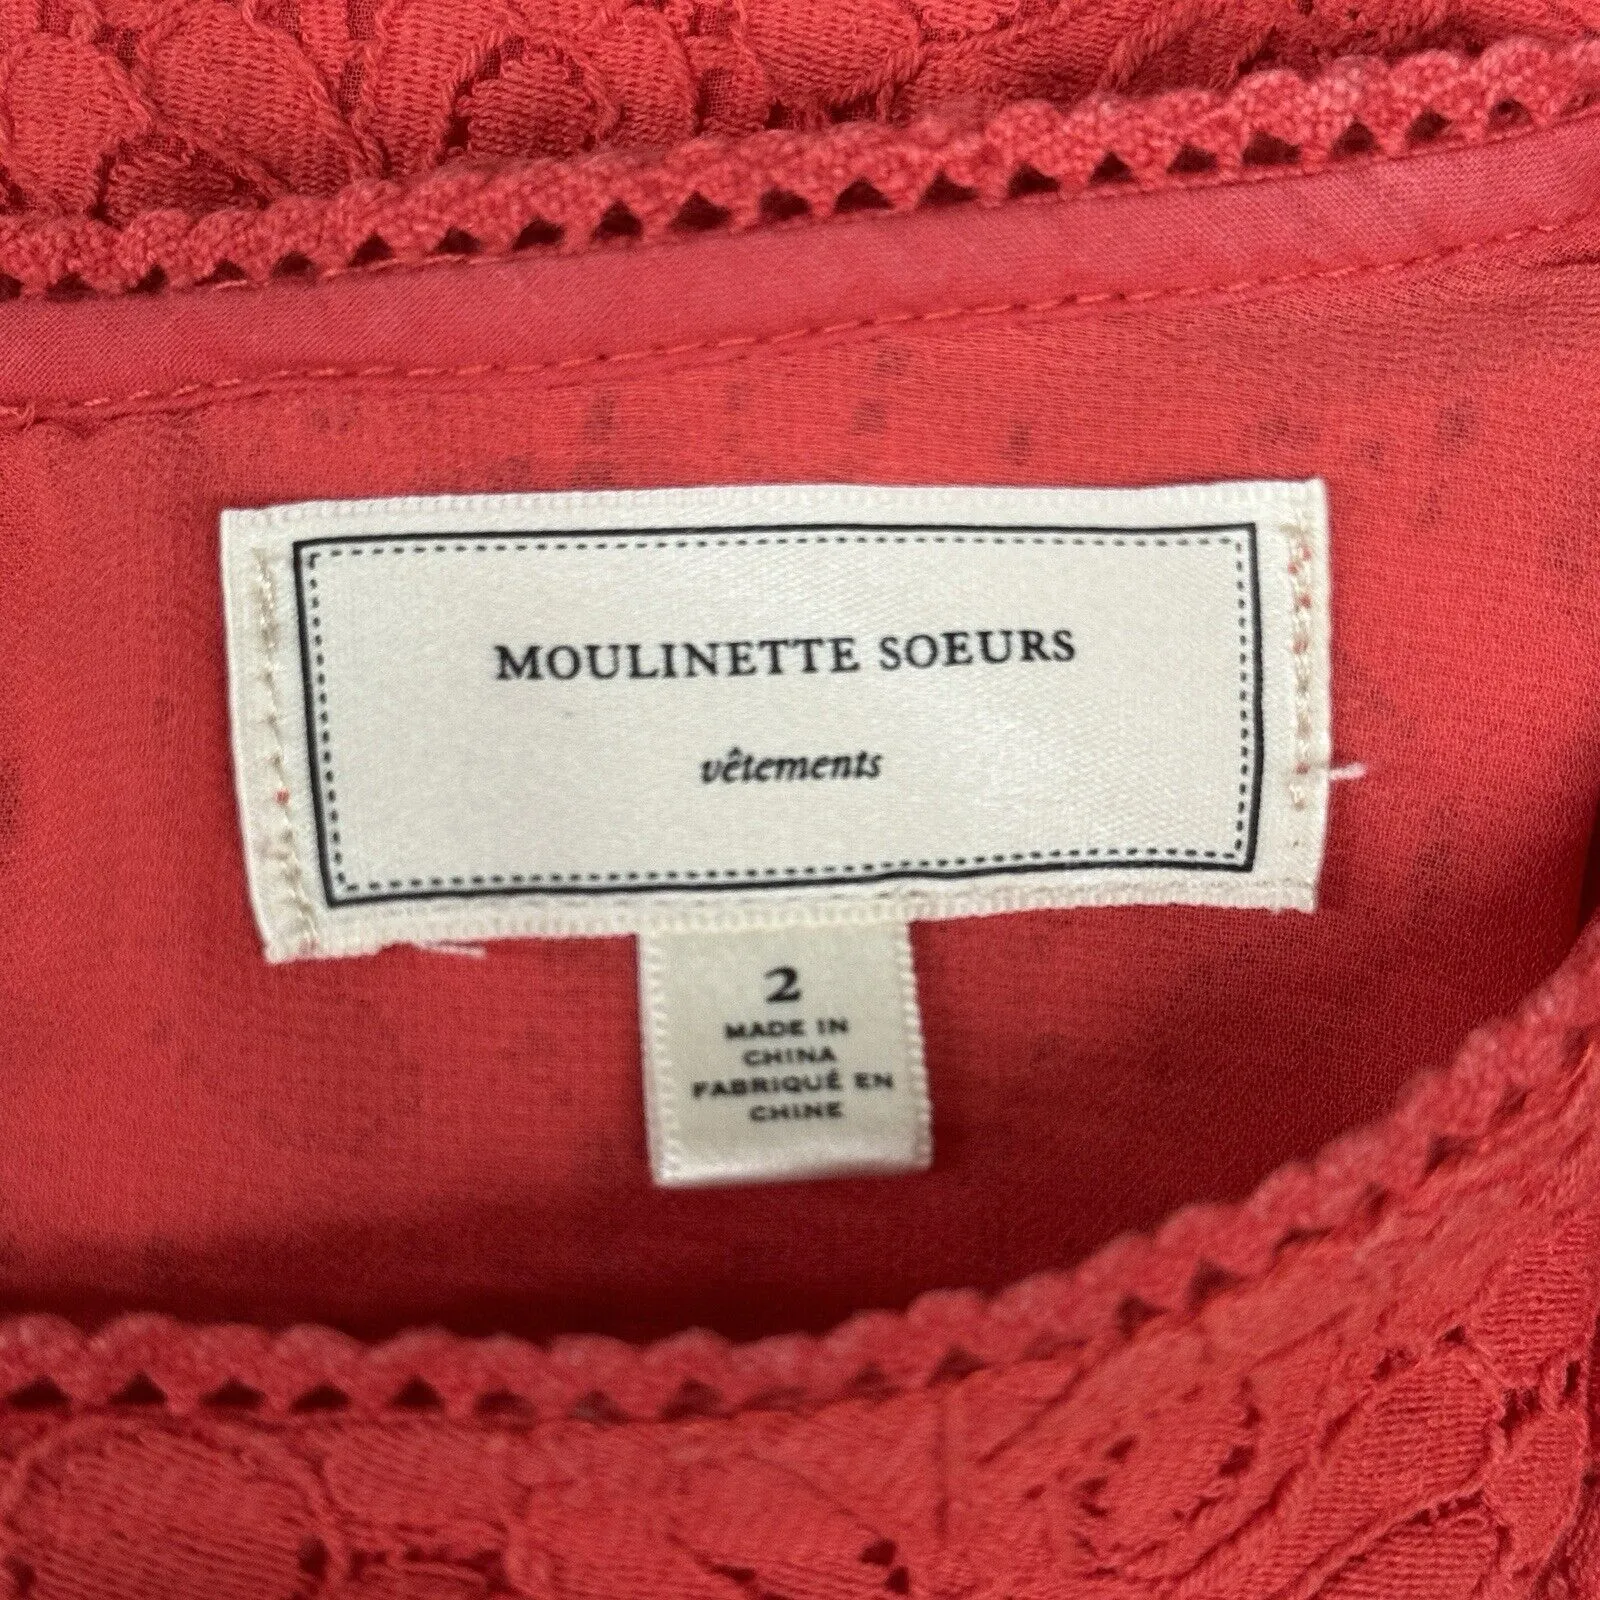 MOULINETTE SOEURS
vêtements
2
MADE IN
CHINA
FABRIQUÉ EN
CHINE